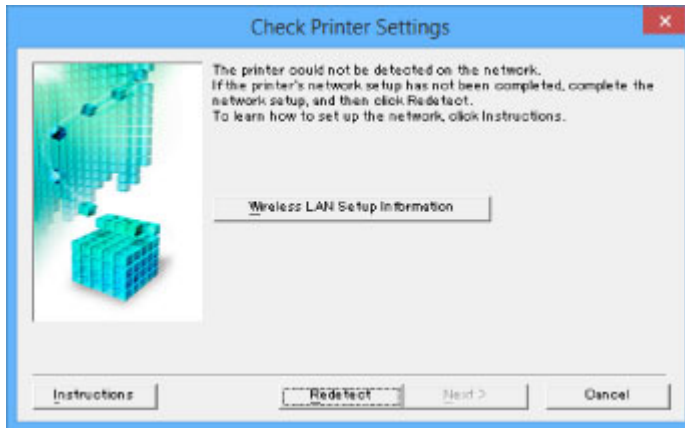 Check Printer Settings
The printer could not be detected on the network.
If the printer's network setup has not been completed, complete the
network setup, and then click Redetect.
To learn how to set up the network, click Instructions.
Wireless LAN Setup Information
Instructions
Redetect
Next >
Cancel